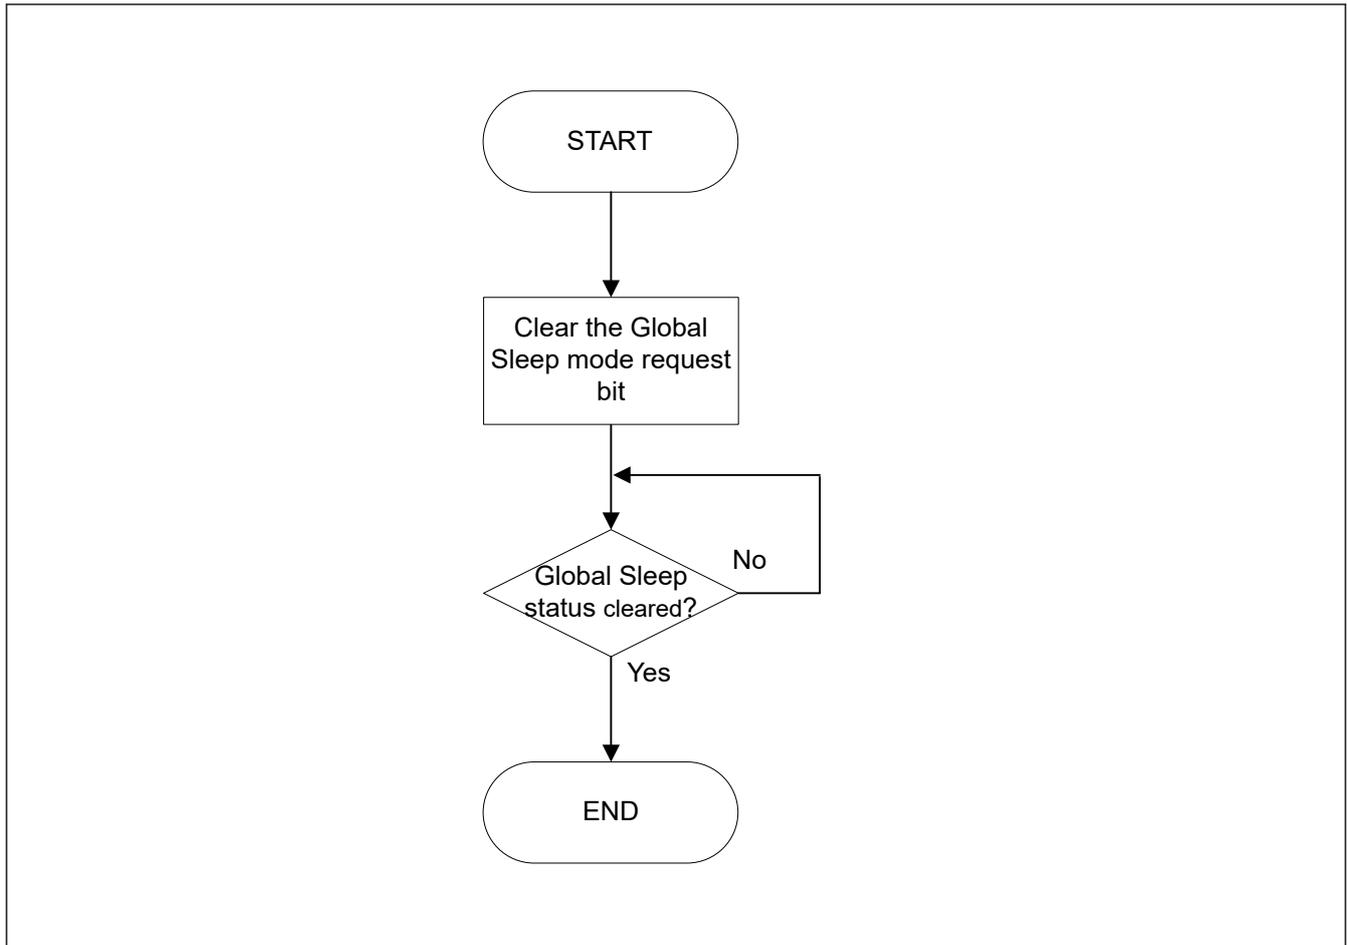 START
Clear the Global
Sleep mode request
bit
No
Global Sleep
status cleared?
Yes
END